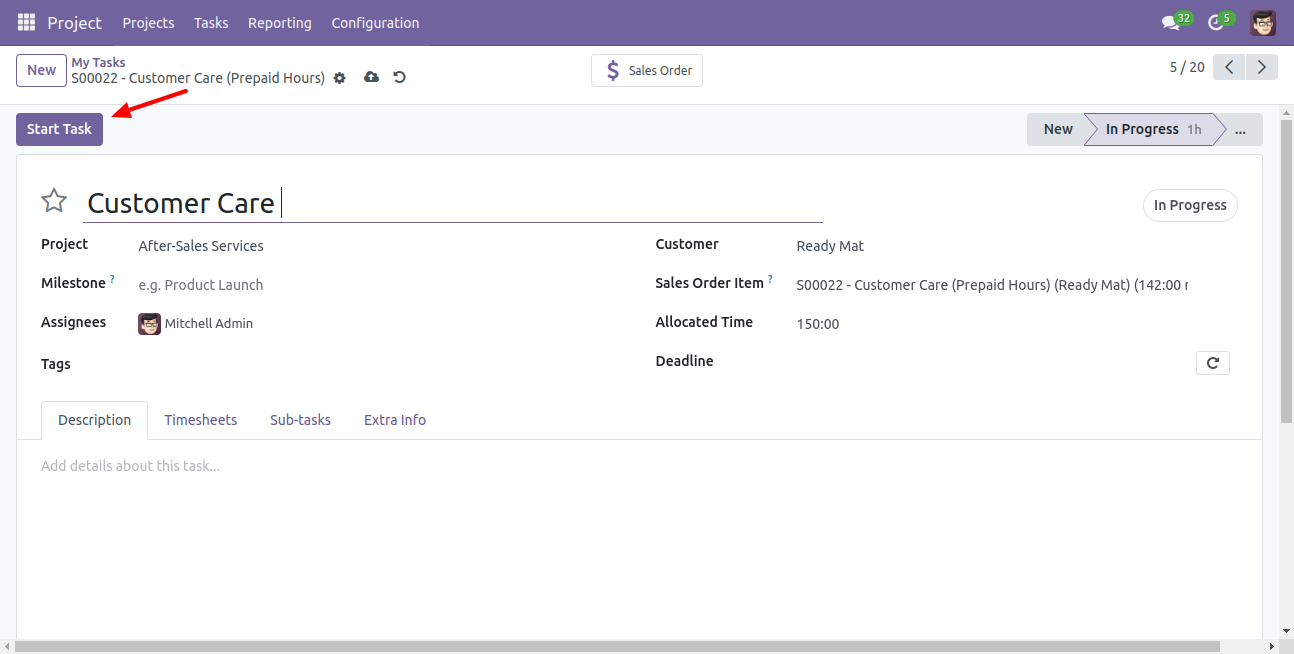 Project Projects Tasks Reporting Configuration 32 5
New My Tasks
S00022 - Customer Care (Prepaid Hours)
Sales Order
5 / 20
Start Task
New In Progress 1h ...
Customer Care
In Progress
Project After-Sales Services
Customer Ready Mat
Milestone ? e.g. Product Launch
Sales Order Item ? S00022 - Customer Care (Prepaid Hours) (Ready Mat) (142:00
Assignees Mitchell Admin
Allocated Time 150:00
Tags
Deadline
Description Timesheets Sub-tasks Extra Info
Add details about this task...